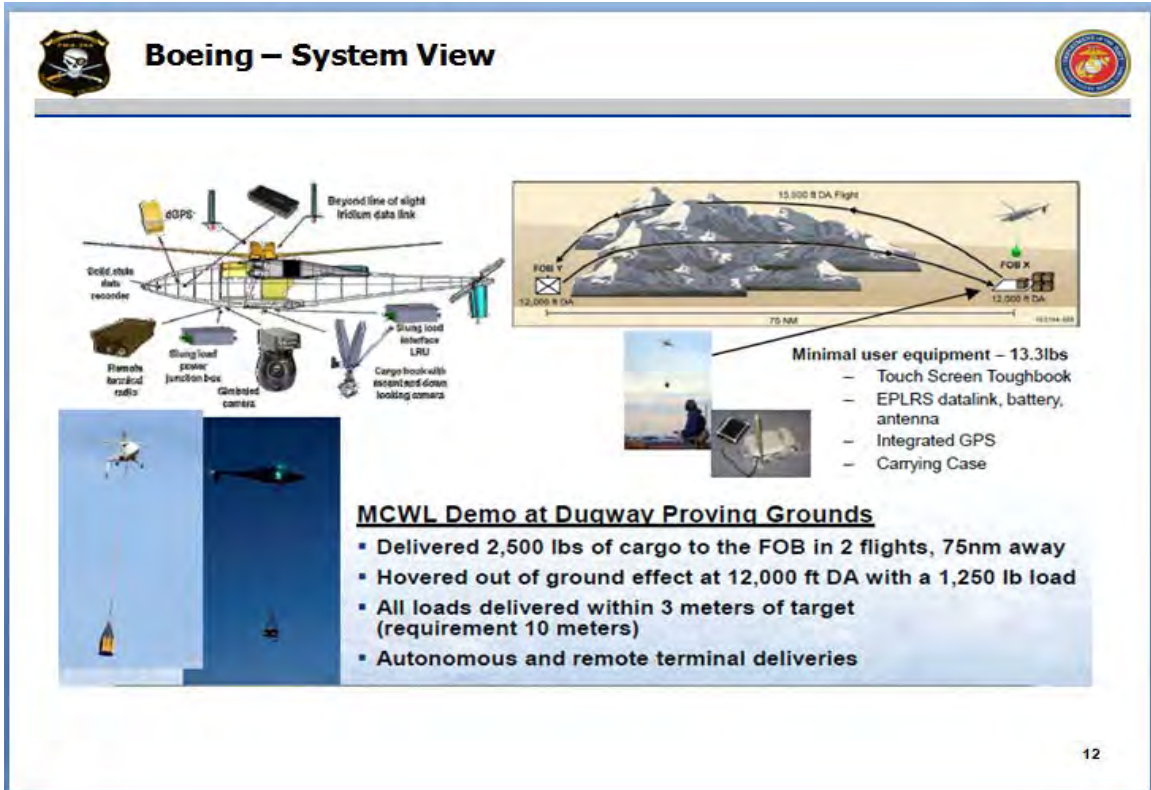 Boeing – System View
dGPS
Beyond line of sight
Iridium data link
Solid state
data
recorder
Remote
terminal
radio
Slung load
power
junction box
Gimbaled
camera
Cargo hook with
and down
looking camera
Slung load
interface
LRU
15,000 ft DA Flight
FOB Y
12,000 ft DA
FOB X
12,000 ft DA
75 NM
Minimal user equipment – 13.3lbs
– Touch Screen Toughbook
– EPLRS datalink, battery,
antenna
– Integrated GPS
– Carrying Case
MCWL Demo at Dugway Proving Grounds
▪ Delivered 2,500 lbs of cargo to the FOB in 2 flights, 75nm away
▪ Hovered out of ground effect at 12,000 ft DA with a 1,250 lb load
▪ All loads delivered within 3 meters of target
(requirement 10 meters)
▪ Autonomous and remote terminal deliveries
12